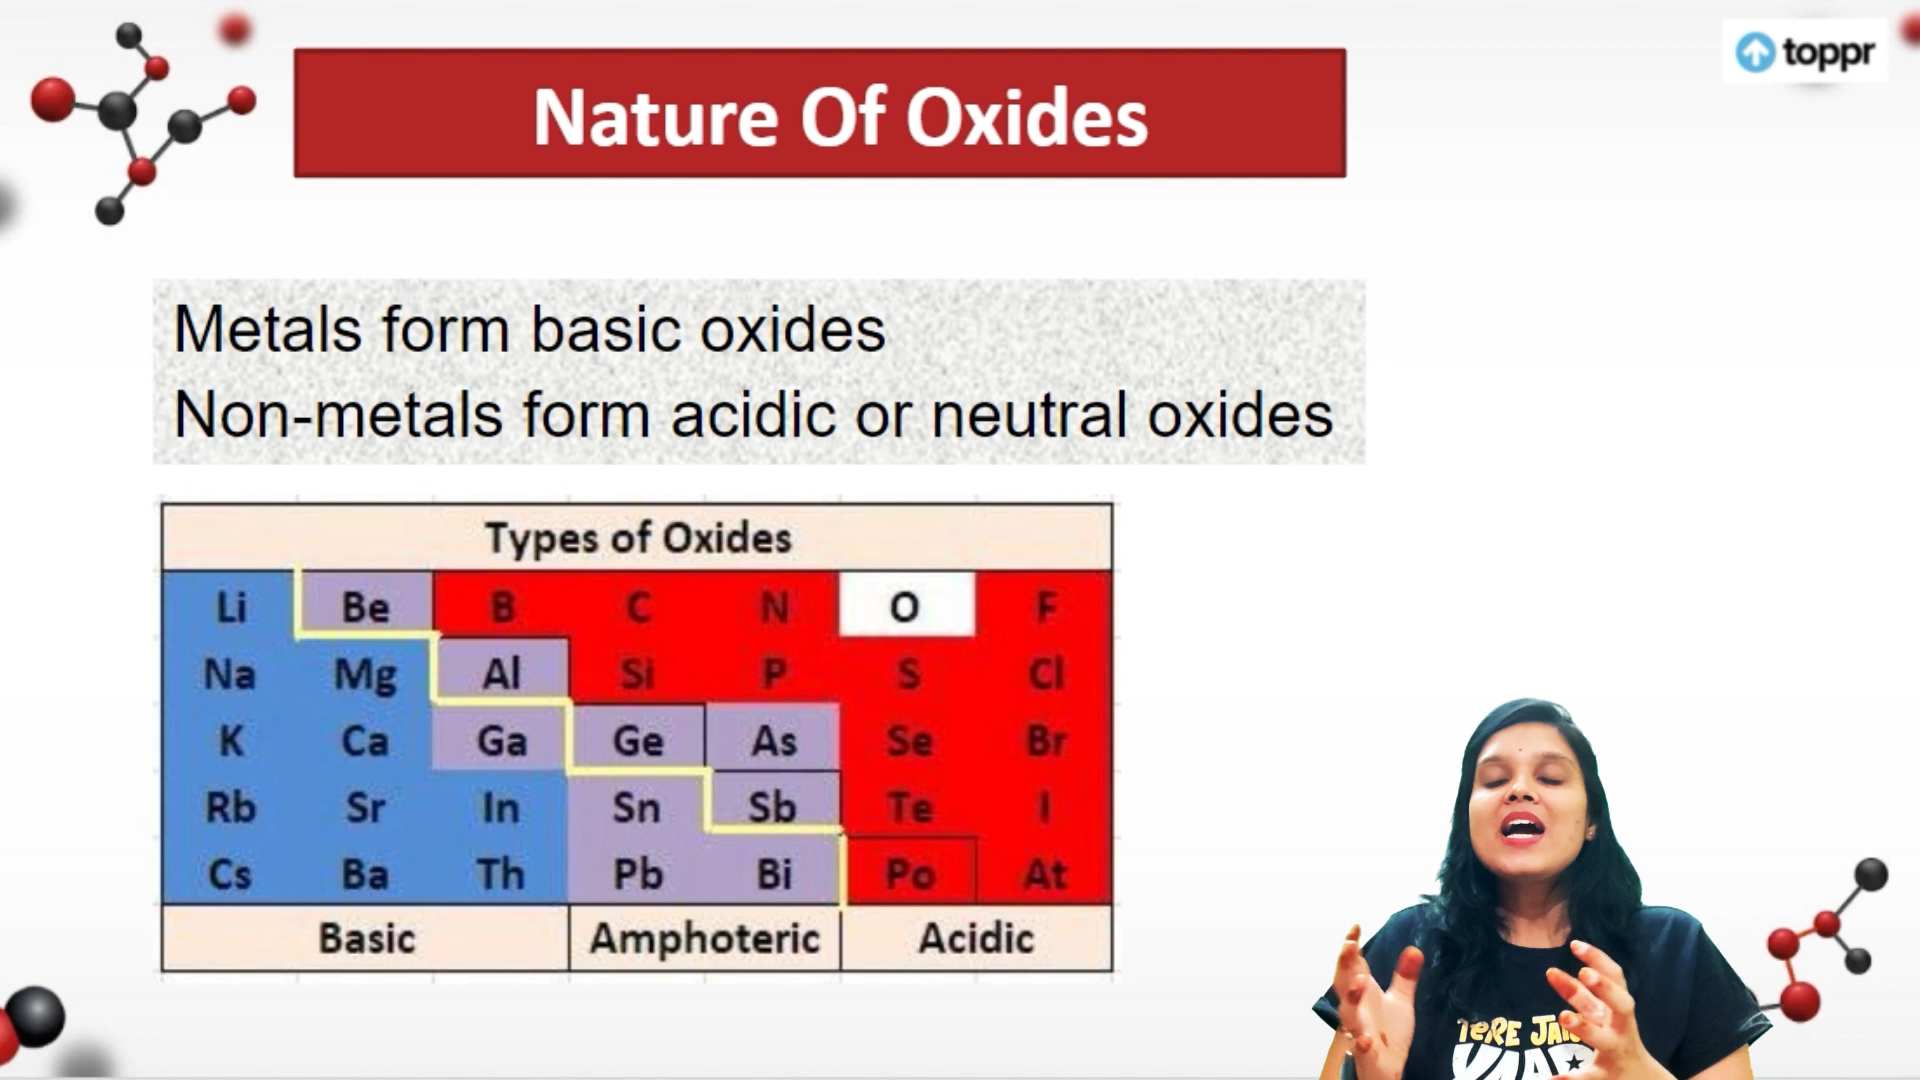 toppr
Nature Of Oxides
Metals form basic oxides
Non-metals form acidic or neutral oxides
Types of Oxides
Li Be B C N O F
Na Mg Al Si P S Cl
K Ca Ga Ge As Se Br
Rb Sr In Sn Sb Te I
Cs Ba Th Pb Bi Po At
Basic Amphoteric Acidic
TERE